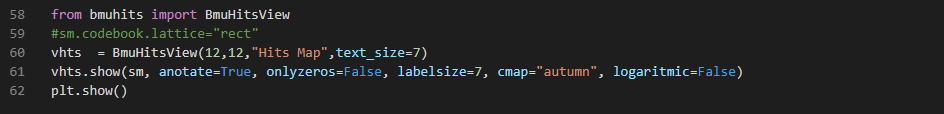 58 from bmuhits import BmuHitsView
59 #sm.codebook.lattice="rect"
60 vhts  = BmuHitsView(12,12,"Hits Map",text_size=7)
61 vhts.show(sm, anotate=True, onlyzeros=False, labelsize=7, cmap="autumn", logaritmic=False)
62 plt.show()